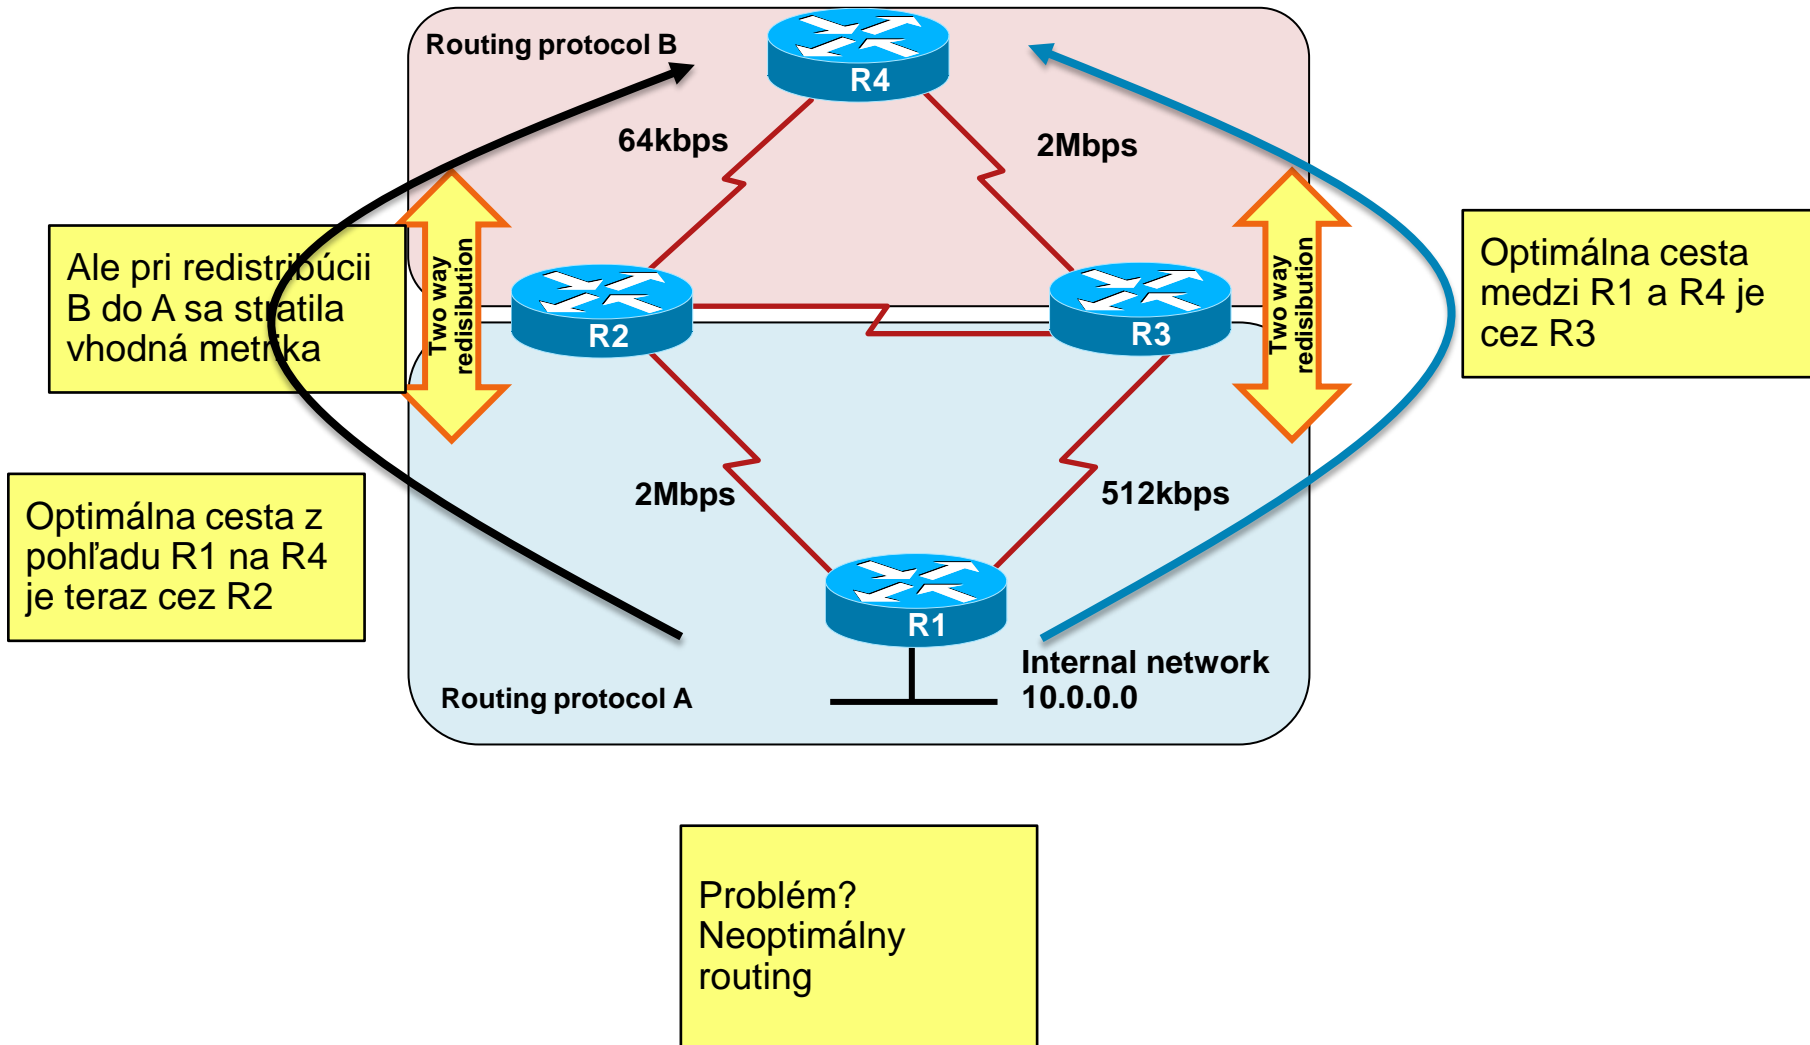 Routing protocol B
R4
64kbps
2Mbps
Ale pri redistribúcii
B do A sa stratila
vhodná metrika
Two way
redisibution
R2
R3
Two way
redisibution
Optimálna cesta
medzi R1 a R4 je
cez R3
Optimálna cesta z
pohľadu R1 na R4
je teraz cez R2
2Mbps
512kbps
R1
Internal network
10.0.0.0
Routing protocol A
Problém?
Neoptimálny
routing